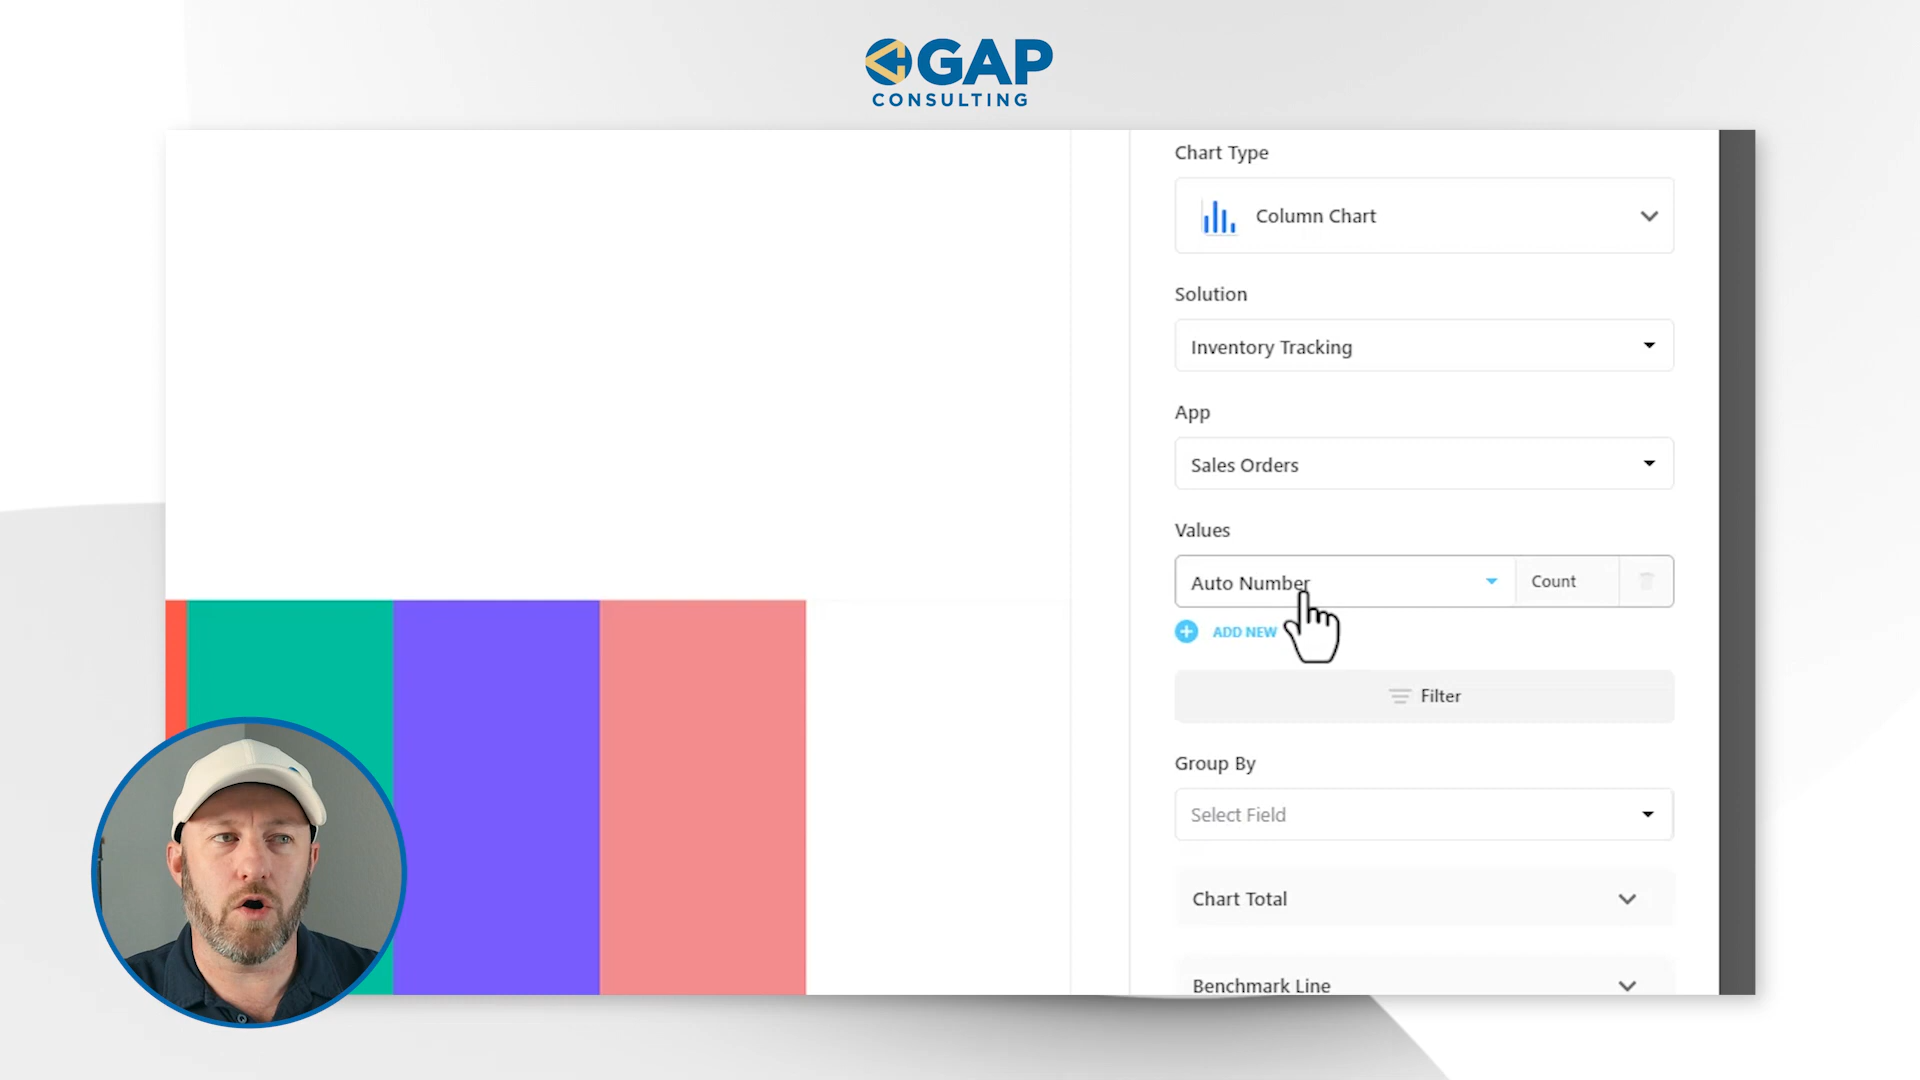 GAP
CONSULTING
Chart Type
Column Chart
Solution
Inventory Tracking
App
Sales Orders
Values
Auto Number
Count
ADD NEW
Filter
Group By
Select Field
Chart Total
Benchmark Line